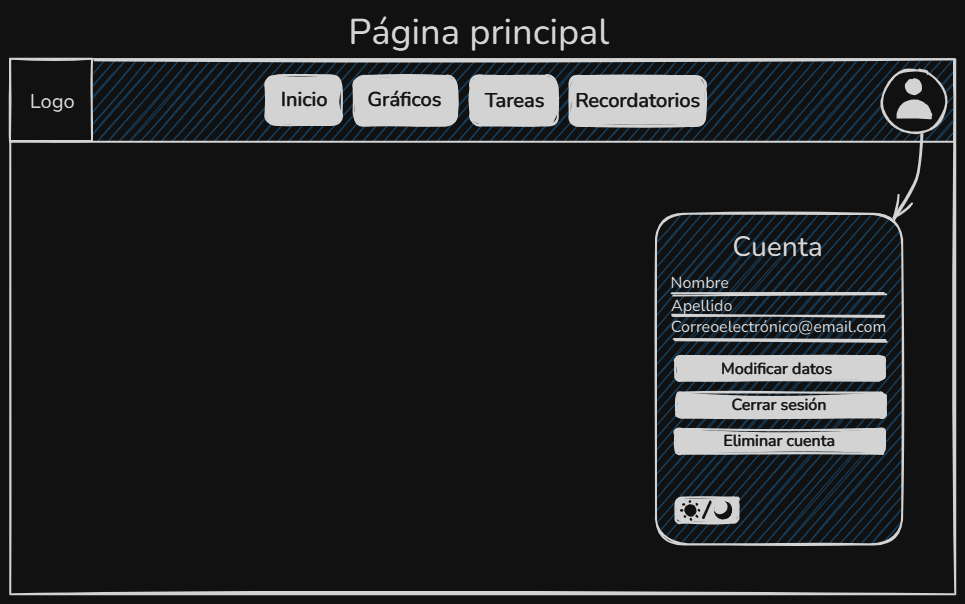 Página principal
Logo
Inicio
Gráficos
Tareas
Recordatorios
Cuenta
Nombre
Apellido
Correoelectrónico@email.com
Modificar datos
Cerrar sesión
Eliminar cuenta
/